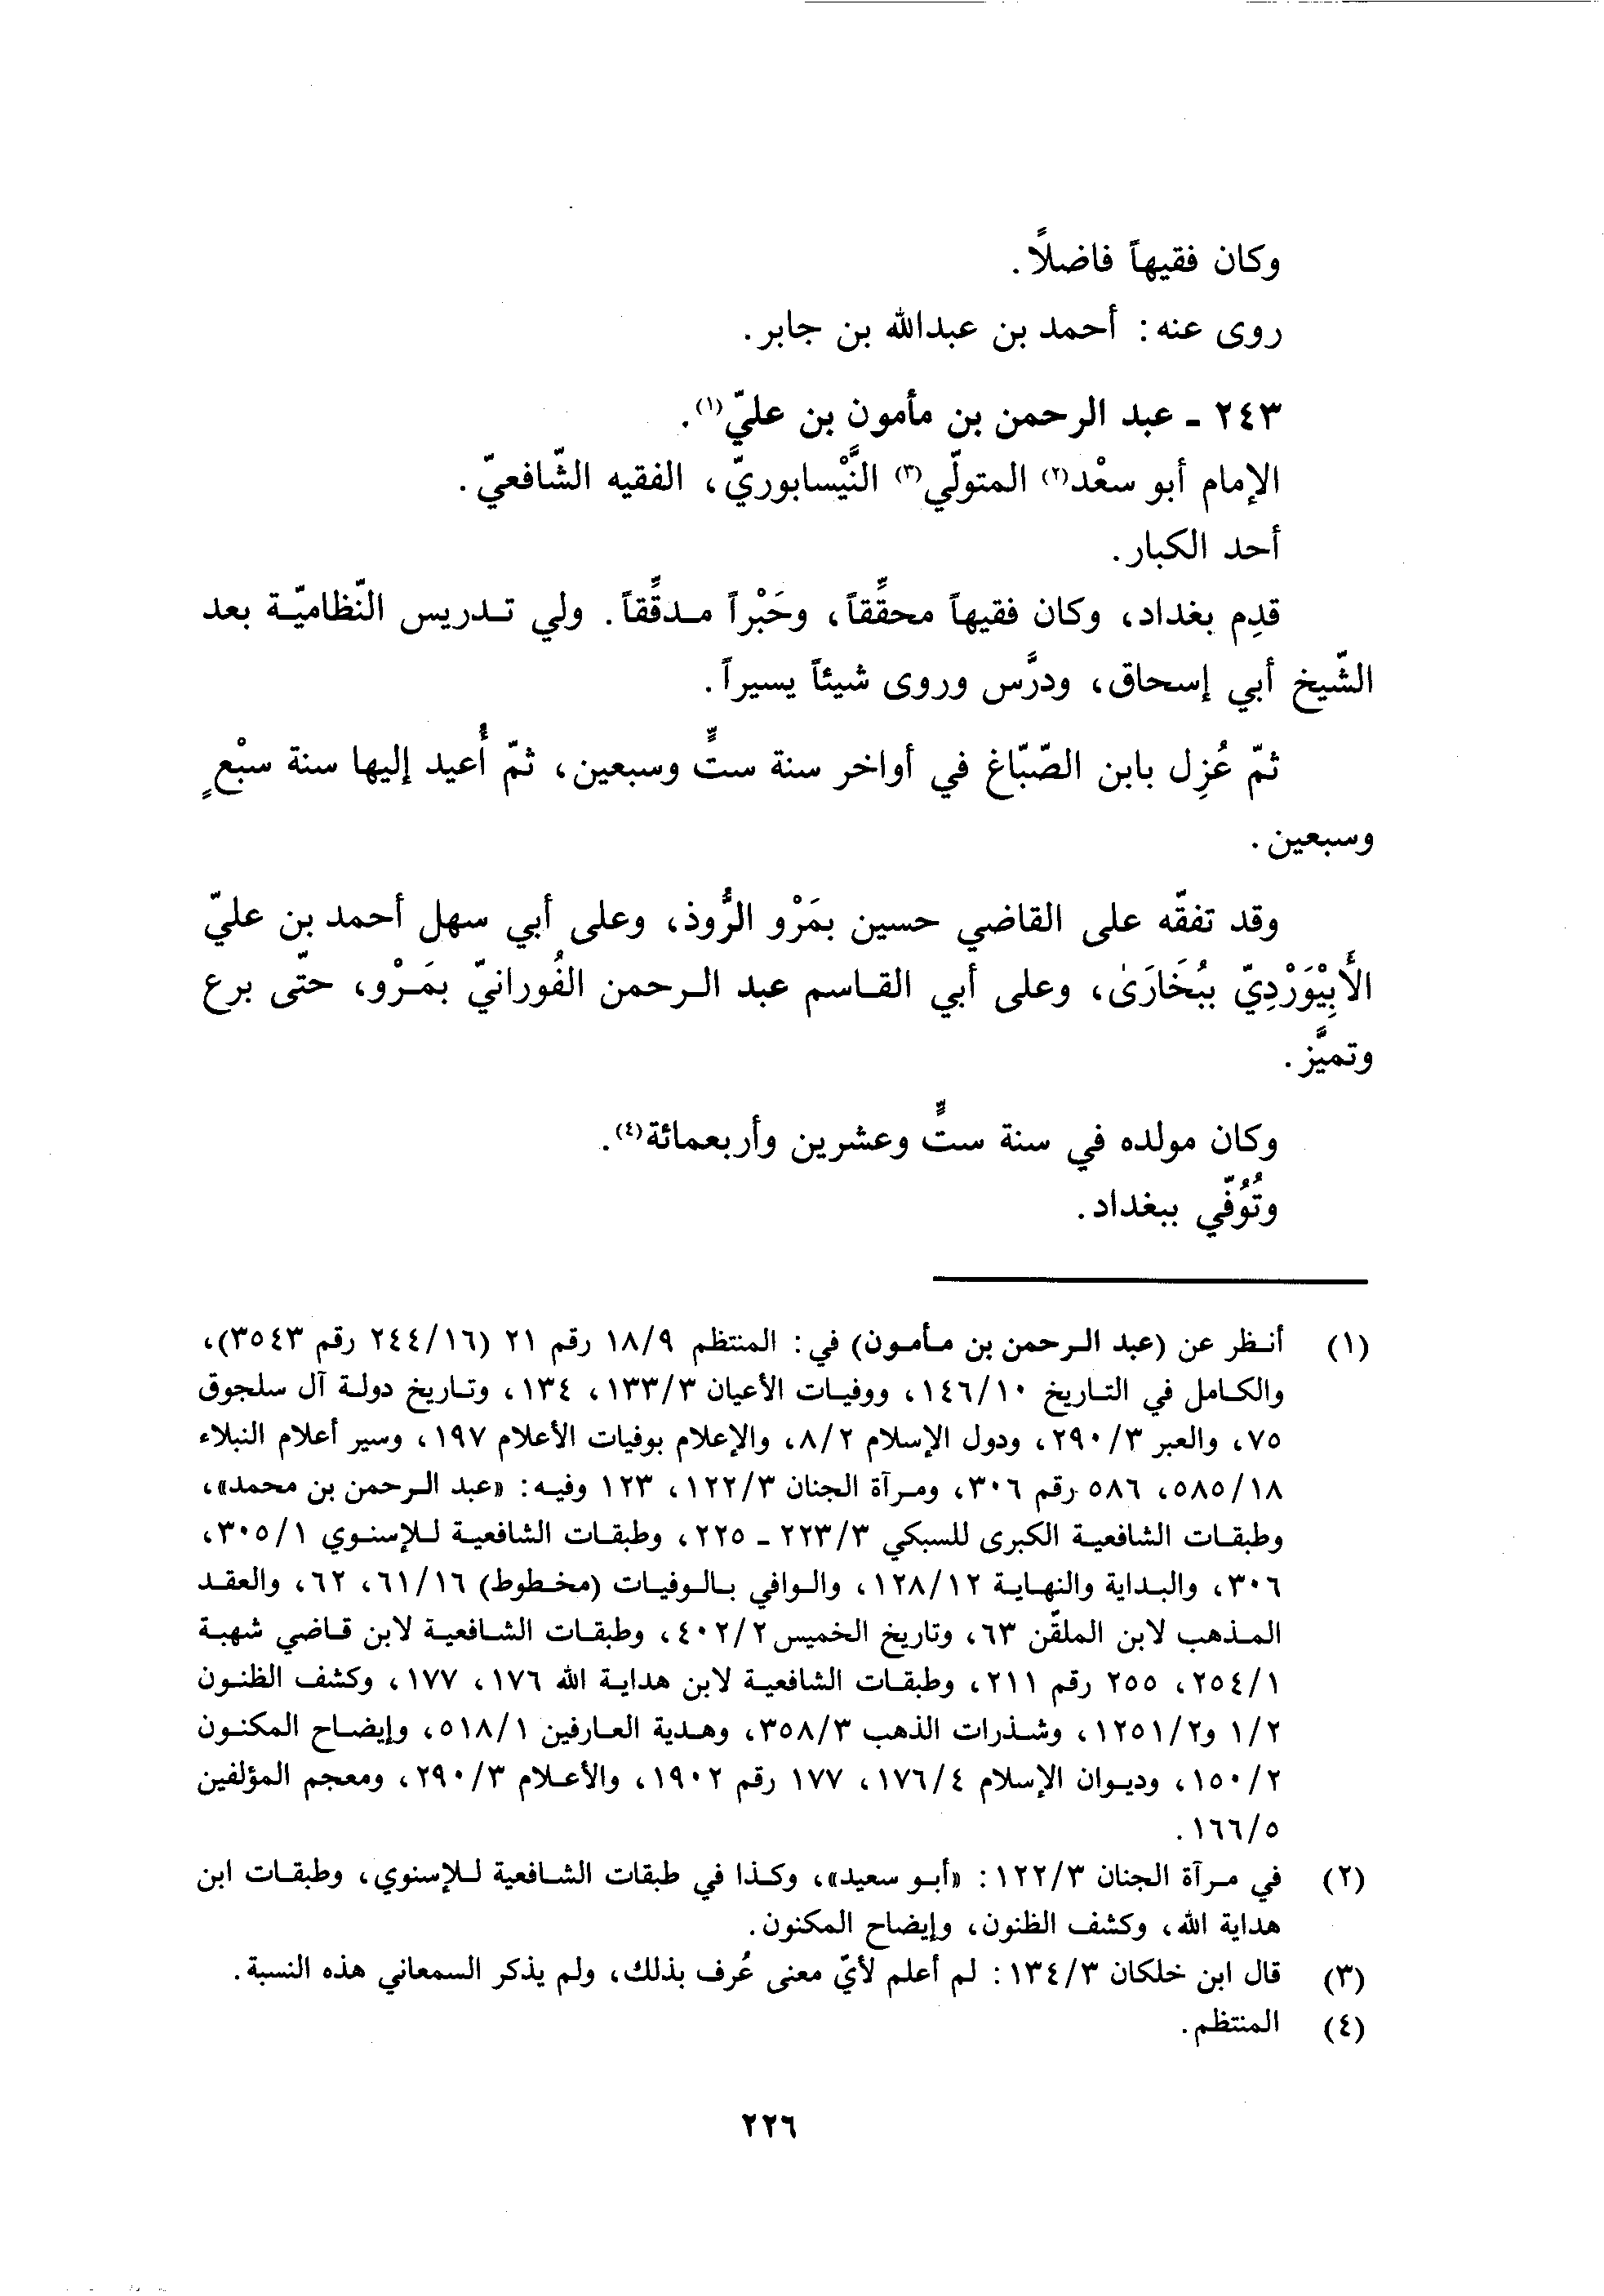 وكان فقيهاً فاضلاً.
روى عنه: أحمد بن عبدالله بن جابر.
٢٤٣ - عبد الرحمن بن مأمون بن عليّ(١).
الإمام أبو سعْد(٢) المتولّي(٣) النَّيْسابوريّ، الفقيه الشّافعيّ.
أحد الكبار.
قدِم بغداد، وكان فقيهاً محقِّقاً، وحَبْراً مدقِّقاً. ولي تدريس النّظاميّة بعد
الشّيخ أبي إسحاق، ودرَّس وروى شيئاً يسيراً.
ثمّ عُزِل بابن الصّبّاغ في أواخر سنة ستٍّ وسبعين، ثمّ أُعيد إليها سنة سبْعٍ
وسبعين.
وقد تفقّه على القاضي حسين بمَرْو الرُّوذ، وعلى أبي سهل أحمد بن عليّ
الأَبِيْوَرْدِيّ ببُخَارَىٰ، وعلى أبي القاسم عبد الرحمن الفُورانيّ بمَرْو، حتّى برع
وتميَّز.
وكان مولده في سنة ستٍّ وعشرين وأربعمائة(٤).
وتُوُفّي ببغداد.
(١) أنظر عن (عبد الرحمن بن مأمون) في: المنتظم ١٨/٩ رقم ٢١ (٢٤٤/١٦ رقم ٣٥٤٣)،
والكامل في التاريخ ١٤٦/١٠، ووفيات الأعيان ١٣٣/٣، ١٣٤، وتاريخ دولة آل سلجوق
٧٥، والعبر ٢٩٠/٣، ودول الإسلام ٨/٢، والإعلام بوفيات الأعلام ١٩٧، وسير أعلام النبلاء
٥٨٥/١٨، ٥٨٦ رقم ٣٠٦، ومرآة الجنان ١٢٢/٣، ١٢٣ وفيه: «عبد الرحمن بن محمد»،
وطبقات الشافعية الكبرى للسبكي ٢٢٣/٣ - ٢٢٥، وطبقات الشافعية للإسنوي ٣٠٥/١،
٣٠٦، والبداية والنهاية ١٢٨/١٢، والوافي بالوفيات (مخطوط) ٦١/١٦، ٦٢، والعقد
المذهب لابن الملقّن ٦٣، وتاريخ الخميس ٤٠٢/٢، وطبقات الشافعية لابن قاضي شهبة
٢٥٤/١، ٢٥٥ رقم ٢١١، وطبقات الشافعية لابن هداية الله ١٧٦، ١٧٧، وكشف الظنون
١/٢ و١٢٥١/٢، وشذرات الذهب ٣٥٨/٣، وهدية العارفين ٥١٨/١، وإيضاح المكنون
١٥٠/٢، وديوان الإسلام ١٧٦/٤، ١٧٧ رقم ١٩٠٢، والأعلام ٢٩٠/٣، ومعجم المؤلفين
١٦٦/٥.
(٢) في مرآة الجنان ١٢٢/٣: «أبو سعيد»، وكذا في طبقات الشافعية للإسنوي، وطبقات ابن
هداية الله، وكشف الظنون، وإيضاح المكنون.
(٣) قال ابن خلكان ١٣٤/٣: لم أعلم لأيّ معنى عُرف بذلك، ولم يذكر السمعاني هذه النسبة.
(٤) المنتظم.
٢٢٦